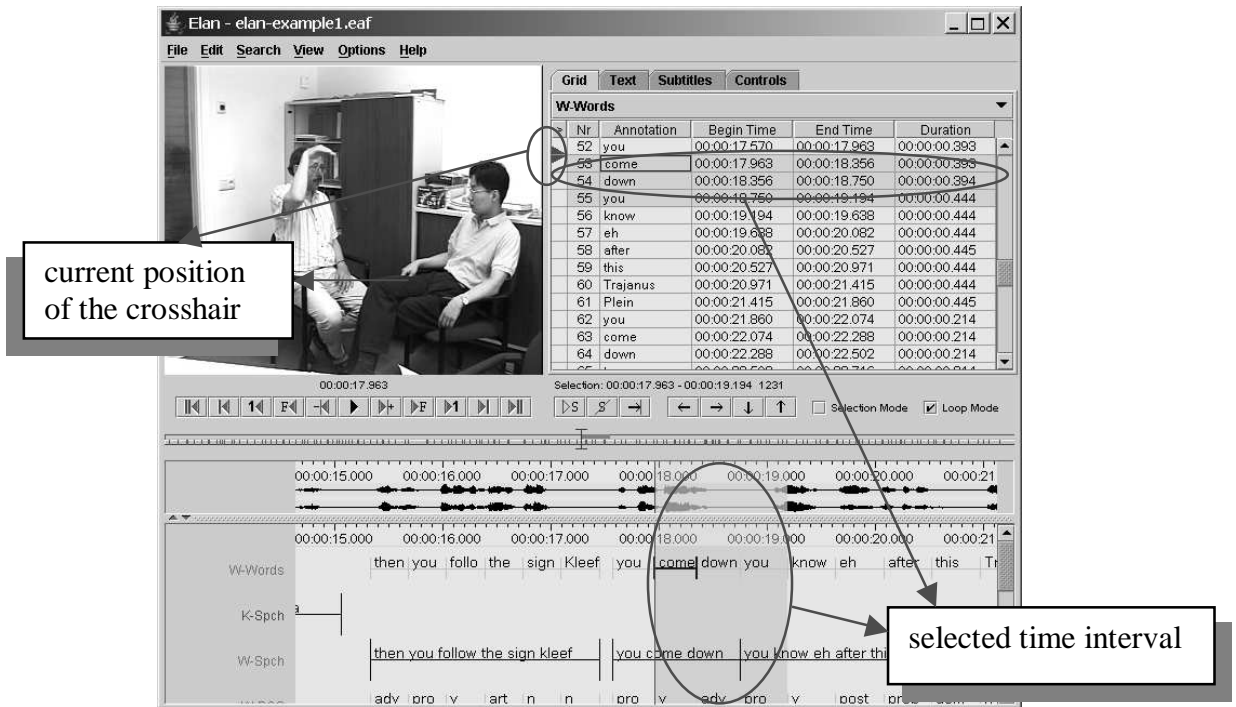 Elan - elan-example1.eaf
File Edit Search View Options Help
Grid Text Subtitles Controls
W-Words
> Nr Annotation Begin Time End Time Duration
52 you 00:00:17.570 00:00:17.963 00:00:00.393
53 come 00:00:17.963 00:00:18.356 00:00:00.393
54 down 00:00:18.356 00:00:18.750 00:00:00.394
55 you 00:00:18.750 00:00:19.194 00:00:00.444
56 know 00:00:19.194 00:00:19.638 00:00:00.444
57 eh 00:00:19.638 00:00:20.082 00:00:00.444
58 after 00:00:20.082 00:00:20.527 00:00:00.445
59 this 00:00:20.527 00:00:20.971 00:00:00.444
60 Trajanus 00:00:20.971 00:00:21.415 00:00:00.444
61 Plein 00:00:21.415 00:00:21.860 00:00:00.445
62 you 00:00:21.860 00:00:22.074 00:00:00.214
63 come 00:00:22.074 00:00:22.288 00:00:00.214
64 down 00:00:22.288 00:00:22.502 00:00:00.214
current position
of the crosshair
00:00:17.963
Selection: 00:00:17.963 - 00:00:19.194 1231
1 F - + F 1 S S Selection Mode Loop Mode
00:00:15.000 00:00:16.000 00:00:17.000 00:00:18.000 00:00:19.000 00:00:20.000 00:00:21
00:00:15.000 00:00:16.000 00:00:17.000 00:00:18.000 00:00:19.000 00:00:20.000 00:00:21
W-Words then you follo the sign Kleef you come down you know eh after this Tr
K-Spch a
W-Spch then you follow the sign kleef you come down you know eh after thi
adv pro v art n n pro v adv pro v post
selected time interval